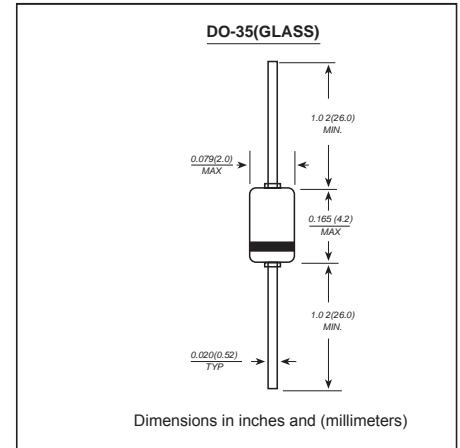 DO-35(GLASS)
1.0 2(26.0)
MIN.
0.079(2.0)
MAX
0.165 (4.2)
MAX
1.0 2(26.0)
MIN.
0.020(0.52)
TYP
Dimensions in inches and (millimeters)